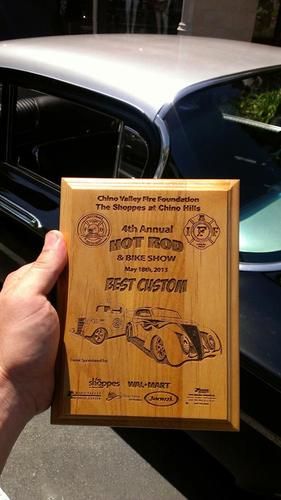 Chino Valley Fire Foundation
The Shoppes at Chino Hills
4th Annual
HOT ROD
& BIKE SHOW
May 18th, 2013
BEST CUSTOM
the shoppes
WAL★MART